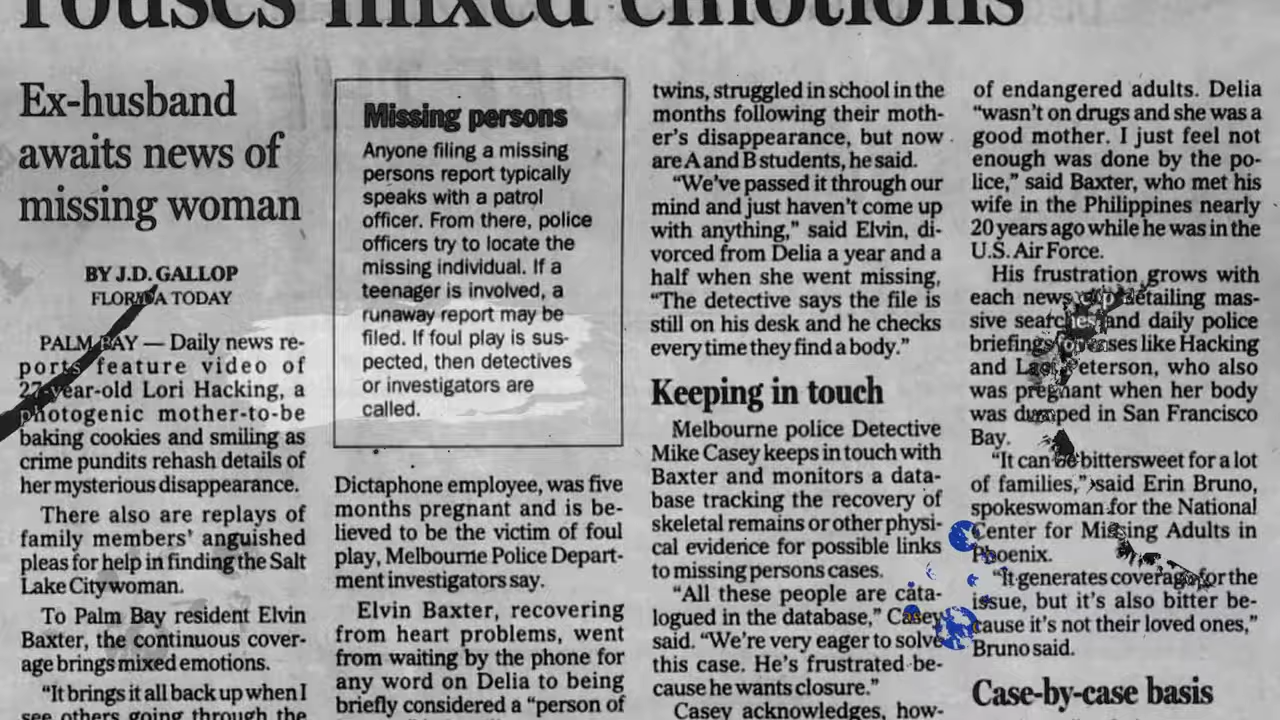 rouses mixed emotions
Ex-husband
awaits news of
missing woman
BY J.D. GALLOP
FLORIDA TODAY
PALM BAY — Daily news re-
ports feature video of
27-year-old Lori Hacking, a
photogenic mother-to-be
baking cookies and smiling as
crime pundits rehash details of
her mysterious disappearance.
There also are replays of
family members' anguished
pleas for help in finding the Salt
Lake City woman.
To Palm Bay resident Elvin
Baxter, the continuous cover-
age brings mixed emotions.
"It brings it all back up when I
see others going through the
Missing persons
Anyone filing a missing
persons report typically
speaks with a patrol
officer. From there, police
officers try to locate the
missing individual. If a
teenager is involved, a
runaway report may be
filed. If foul play is sus-
pected, then detectives
or investigators are
called.
Dictaphone employee, was five
months pregnant and is be-
lieved to be the victim of foul
play, Melbourne Police Depart-
ment investigators say.
Elvin Baxter, recovering
from heart problems, went
from waiting by the phone for
any word on Delia to being
briefly considered a "person of
twins, struggled in school in the
months following their moth-
er's disappearance, but now
are A and B students, he said.
"We've passed it through our
mind and just haven't come up
with anything," said Elvin, di-
vorced from Delia a year and a
half when she went missing,
"The detective says the file is
still on his desk and he checks
every time they find a body."
Keeping in touch
Melbourne police Detective
Mike Casey keeps in touch with
Baxter and monitors a data-
base tracking the recovery of
skeletal remains or other physi-
cal evidence for possible links
to missing persons cases.
"All these people are cata-
logued in the database," Casey
said. "We're very eager to solve
this case. He's frustrated be-
cause he wants closure."
Casey acknowledges, how-
of endangered adults. Delia
"wasn't on drugs and she was a
good mother. I just feel not
enough was done by the po-
lice," said Baxter, who met his
wife in the Philippines nearly
20 years ago while he was in the
U.S. Air Force.
His frustration grows with
each news clip detailing mas-
sive searches and daily police
briefings for cases like Hacking
and Laci Peterson, who also
was pregnant when her body
was dumped in San Francisco
Bay.
"It can be bittersweet for a lot
of families," said Erin Bruno,
spokeswoman for the National
Center for Missing Adults in
Phoenix.
"It generates coverage for the
issue, but it's also bitter be-
cause it's not their loved ones,"
Bruno said.
Case-by-case basis